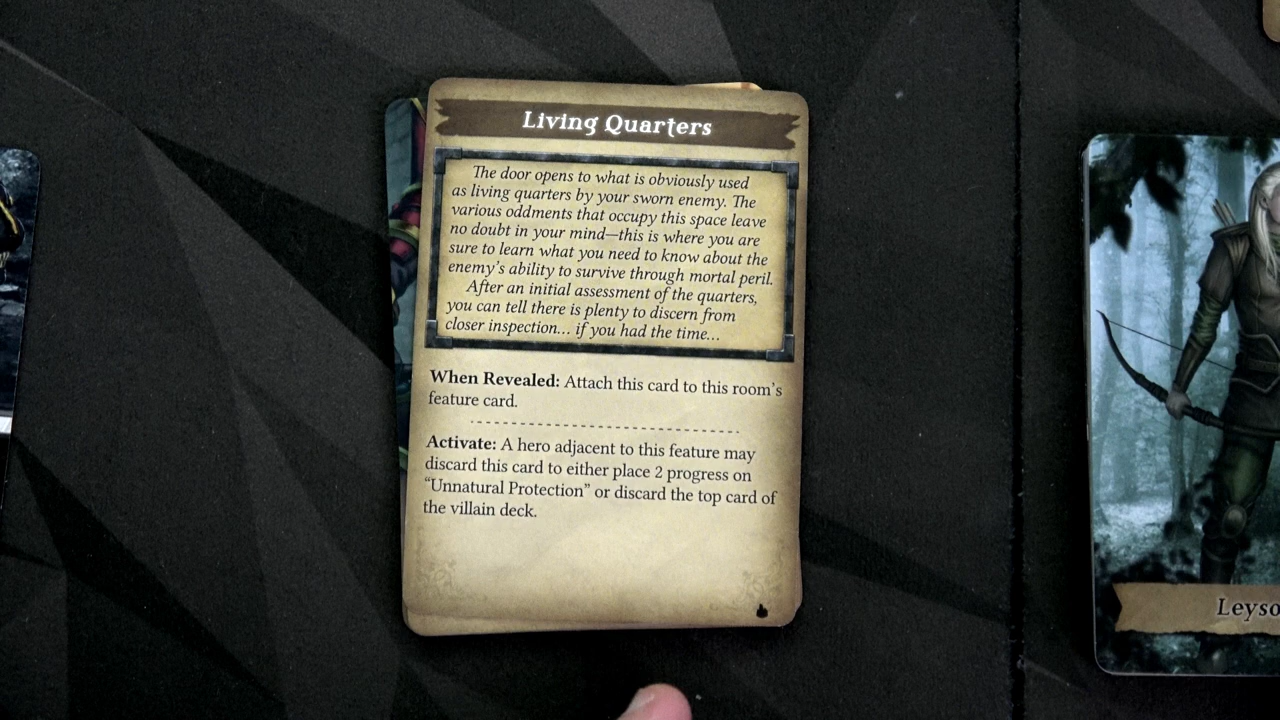 Living Quarters
The door opens to what is obviously used
as living quarters by your sworn enemy. The
various oddments that occupy this space leave
no doubt in your mind—this is where you are
sure to learn what you need to know about the
enemy's ability to survive through mortal peril.
After an initial assessment of the quarters,
you can tell there is plenty to discern from
closer inspection... if you had the time...
When Revealed: Attach this card to this room's
feature card.
Activate: A hero adjacent to this feature may
discard this card to either place 2 progress on
“Unnatural Protection” or discard the top card of
the villain deck.